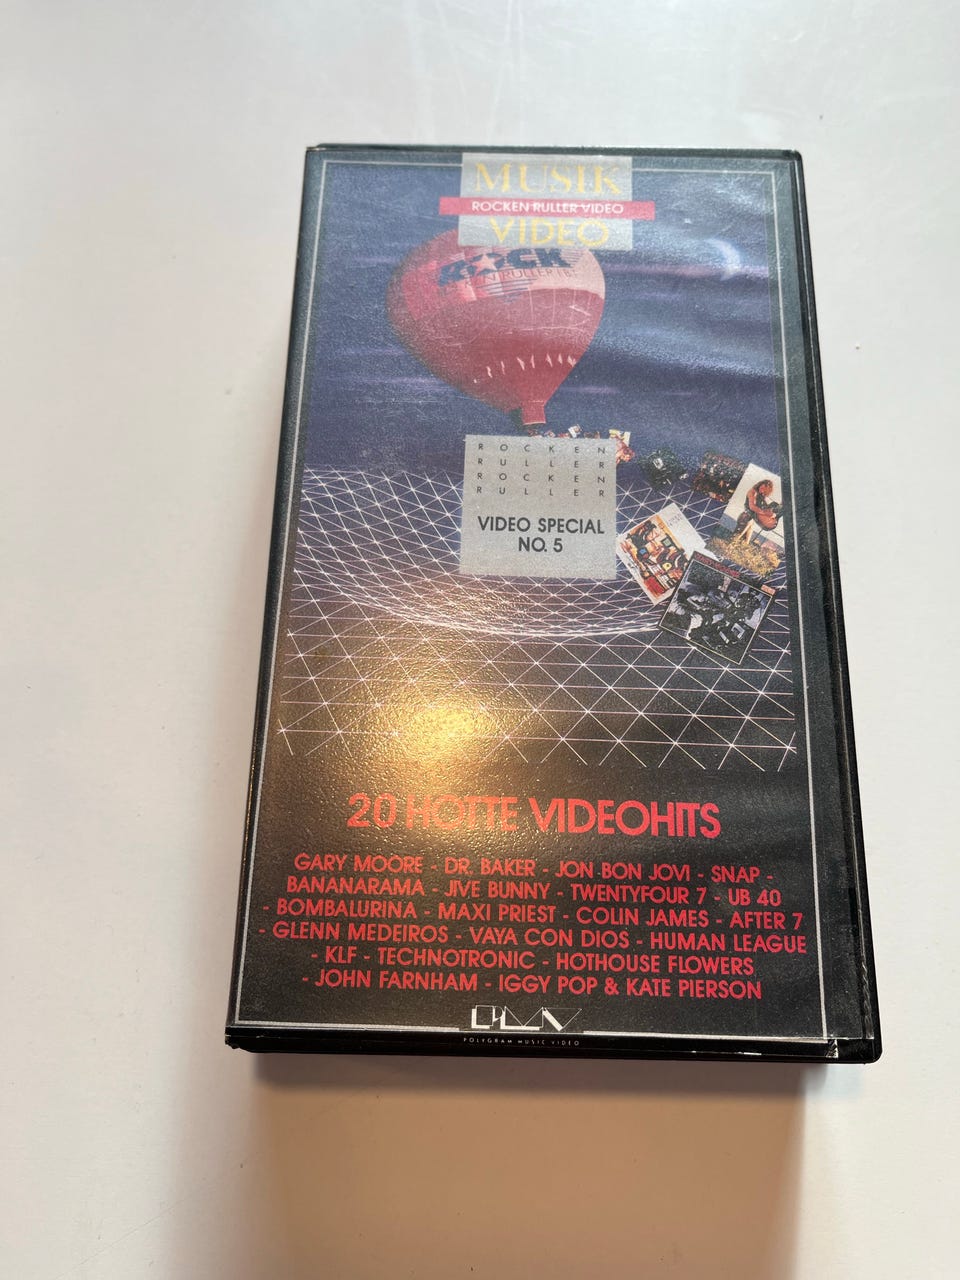 MUSIK
ROCKEN RULLER VIDEO
VIDEO
ROCK
RULLER
ROCKEN
RULLER
ROCKEN
RULLER
VIDEO SPECIAL
NO. 5
20 HOTTE VIDEOHITS
GARY MOORE - DR. BAKER - JON BON JOVI - SNAP -
BANANARAMA - JIVE BUNNY - TWENTYFOUR 7 - UB 40
- BOMBALURINA - MAXI PRIEST - COLIN JAMES - AFTER 7
- GLENN MEDEIROS - VAYA CON DIOS - HUMAN LEAGUE
- KLF - TECHNOTRONIC - HOTHOUSE FLOWERS
- JOHN FARNHAM - IGGY POP & KATE PIERSON
PMV
POLYGRAM MUSIC VIDEO